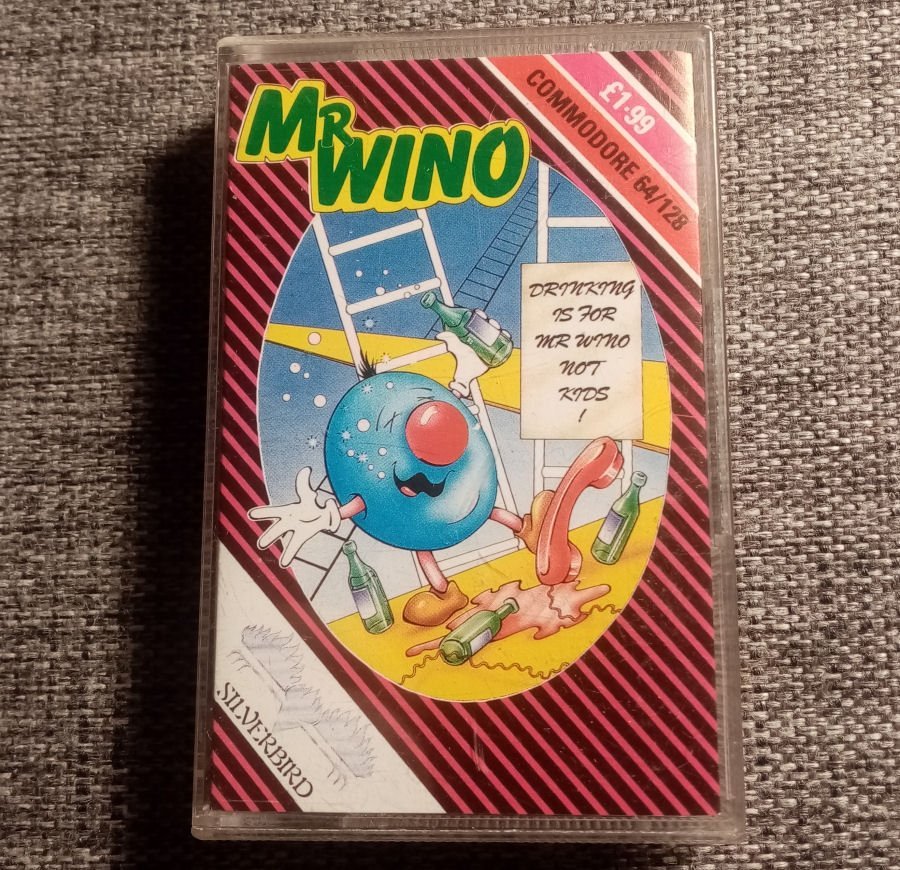 MR WINO
£1.99
COMMODORE 64/128
DRINKING
IS FOR
MR WINO
NOT
KIDS
!
SILVERBIRD